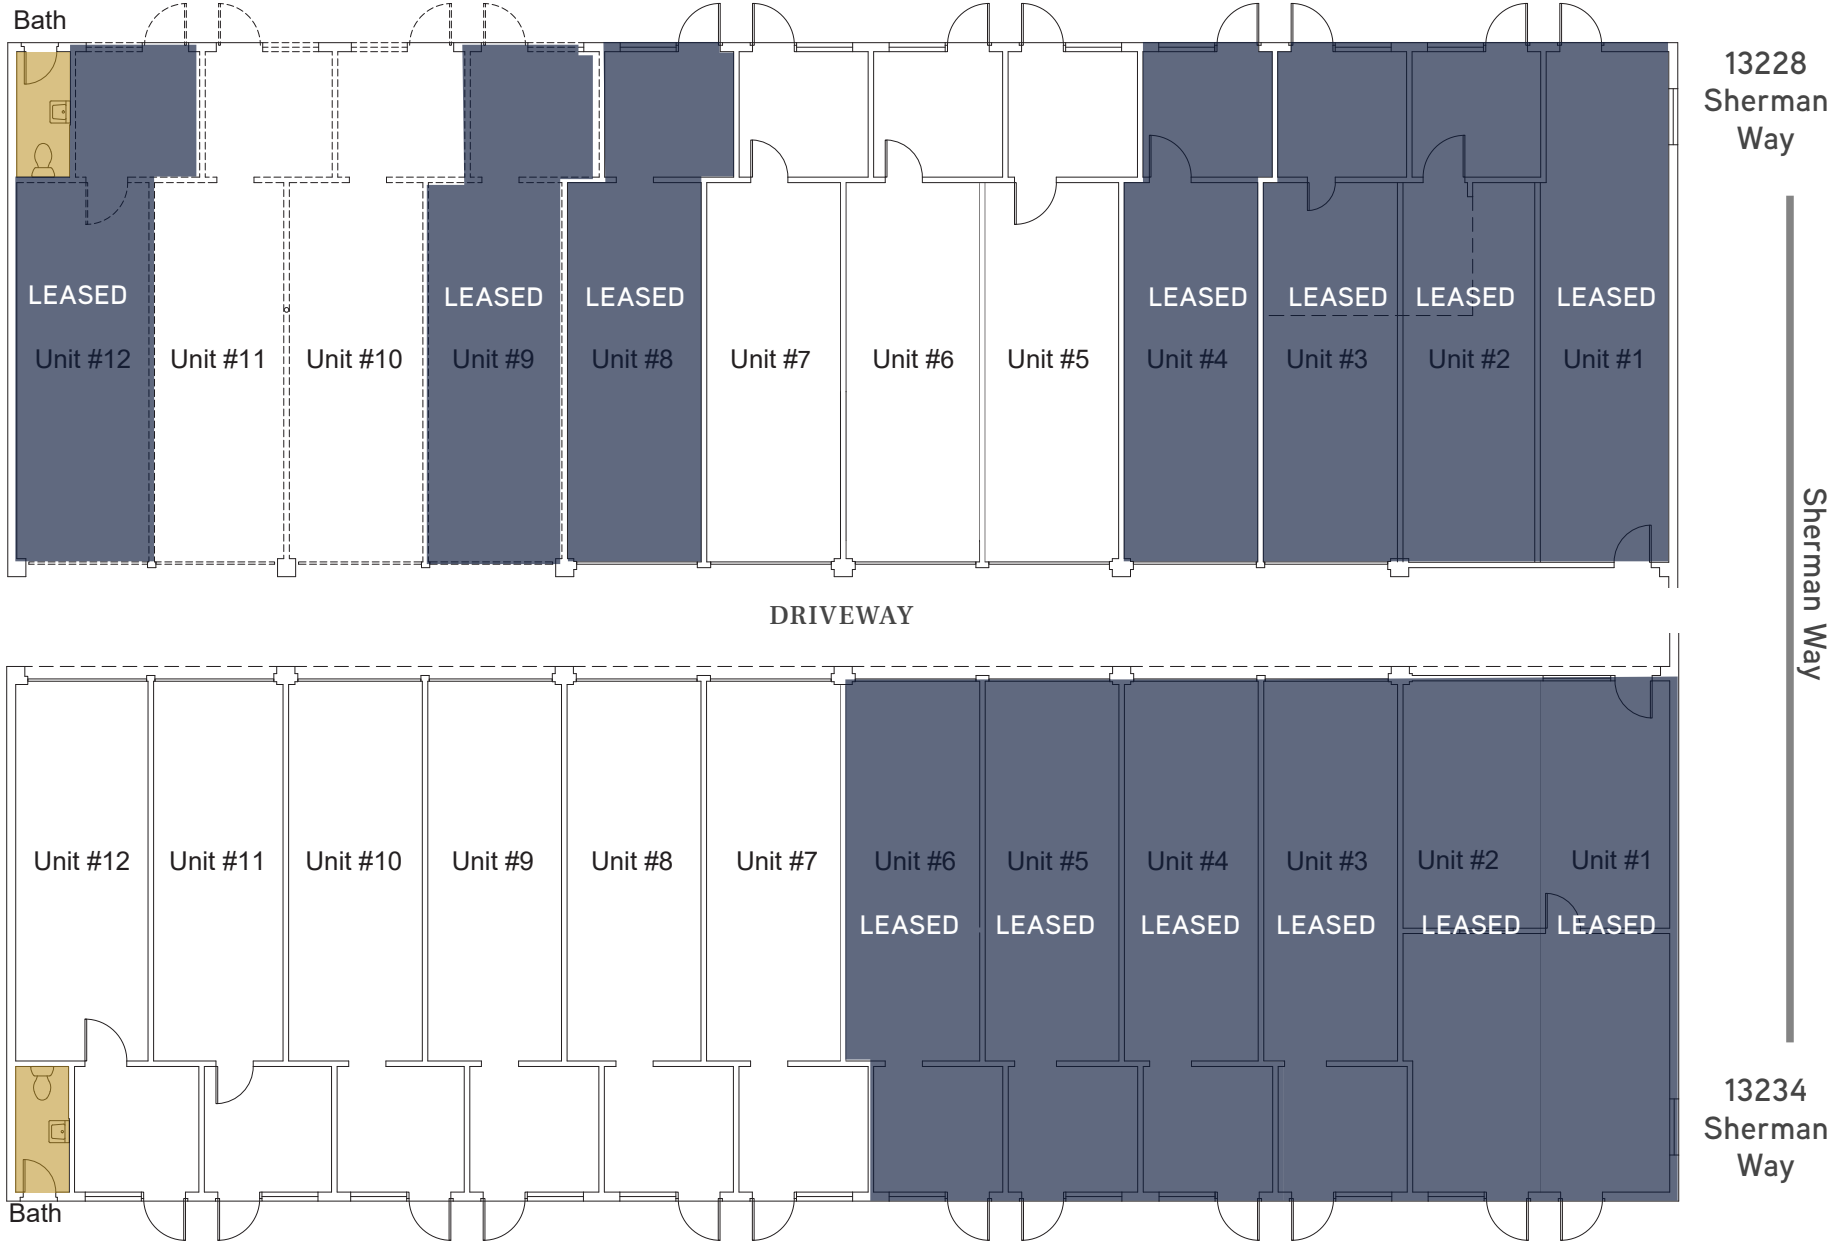 Bath
13228
Sherman
Way
LEASED
LEASED
LEASED
LEASED
LEASED
LEASED
LEASED
Unit #12
Unit #11
Unit #10
Unit #9
Unit #8
Unit #7
Unit #6
Unit #5
Unit #4
Unit #3
Unit #2
Unit #1
DRIVEWAY
Sherman Way
Unit #12
Unit #11
Unit #10
Unit #9
Unit #8
Unit #7
Unit #6
Unit #5
Unit #4
Unit #3
Unit #2
Unit #1
LEASED
LEASED
LEASED
LEASED
LEASED
LEASED
13234
Sherman
Way
Bath